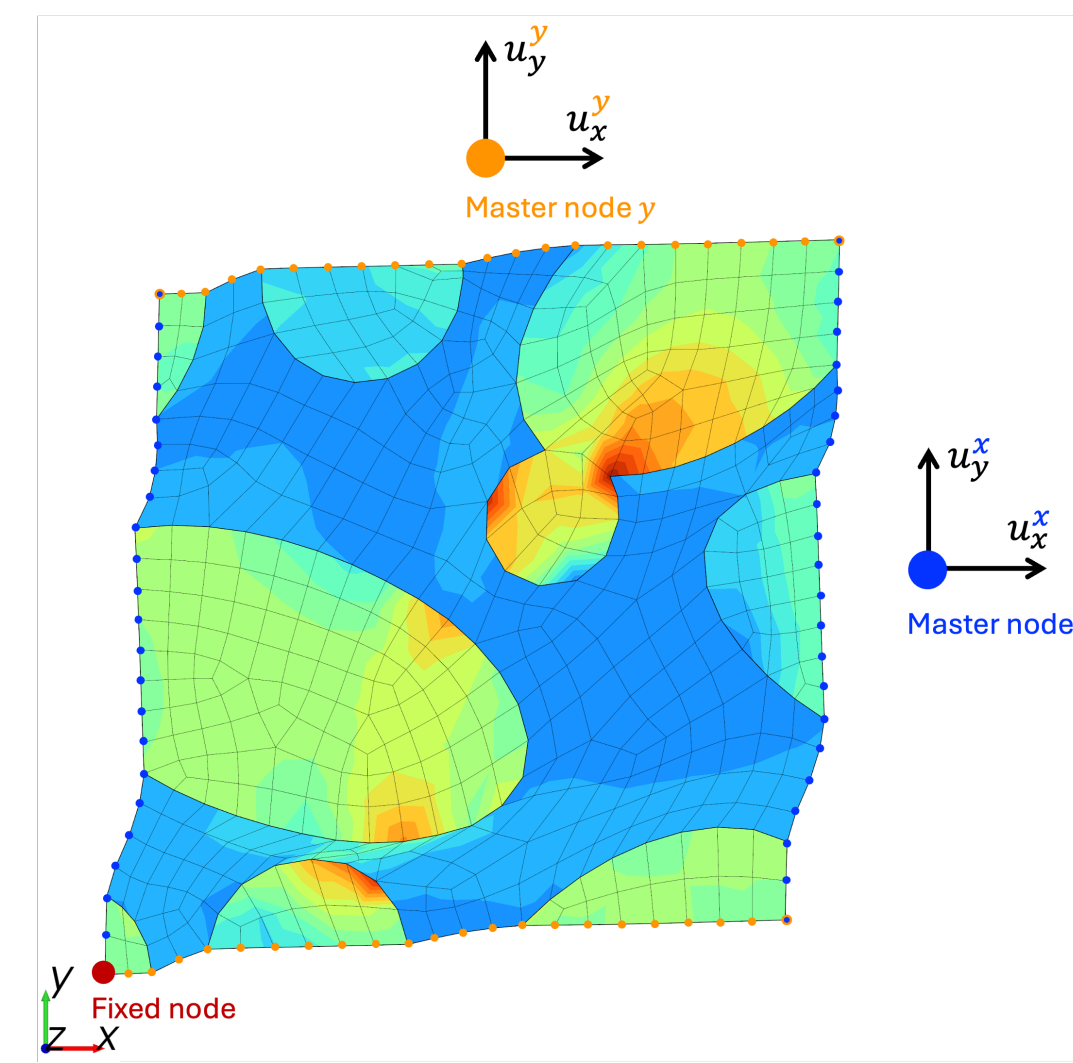 u_y^y
u_x^y
Master node y
u_y^x
u_x^x
Master node
Fixed node
y
z x